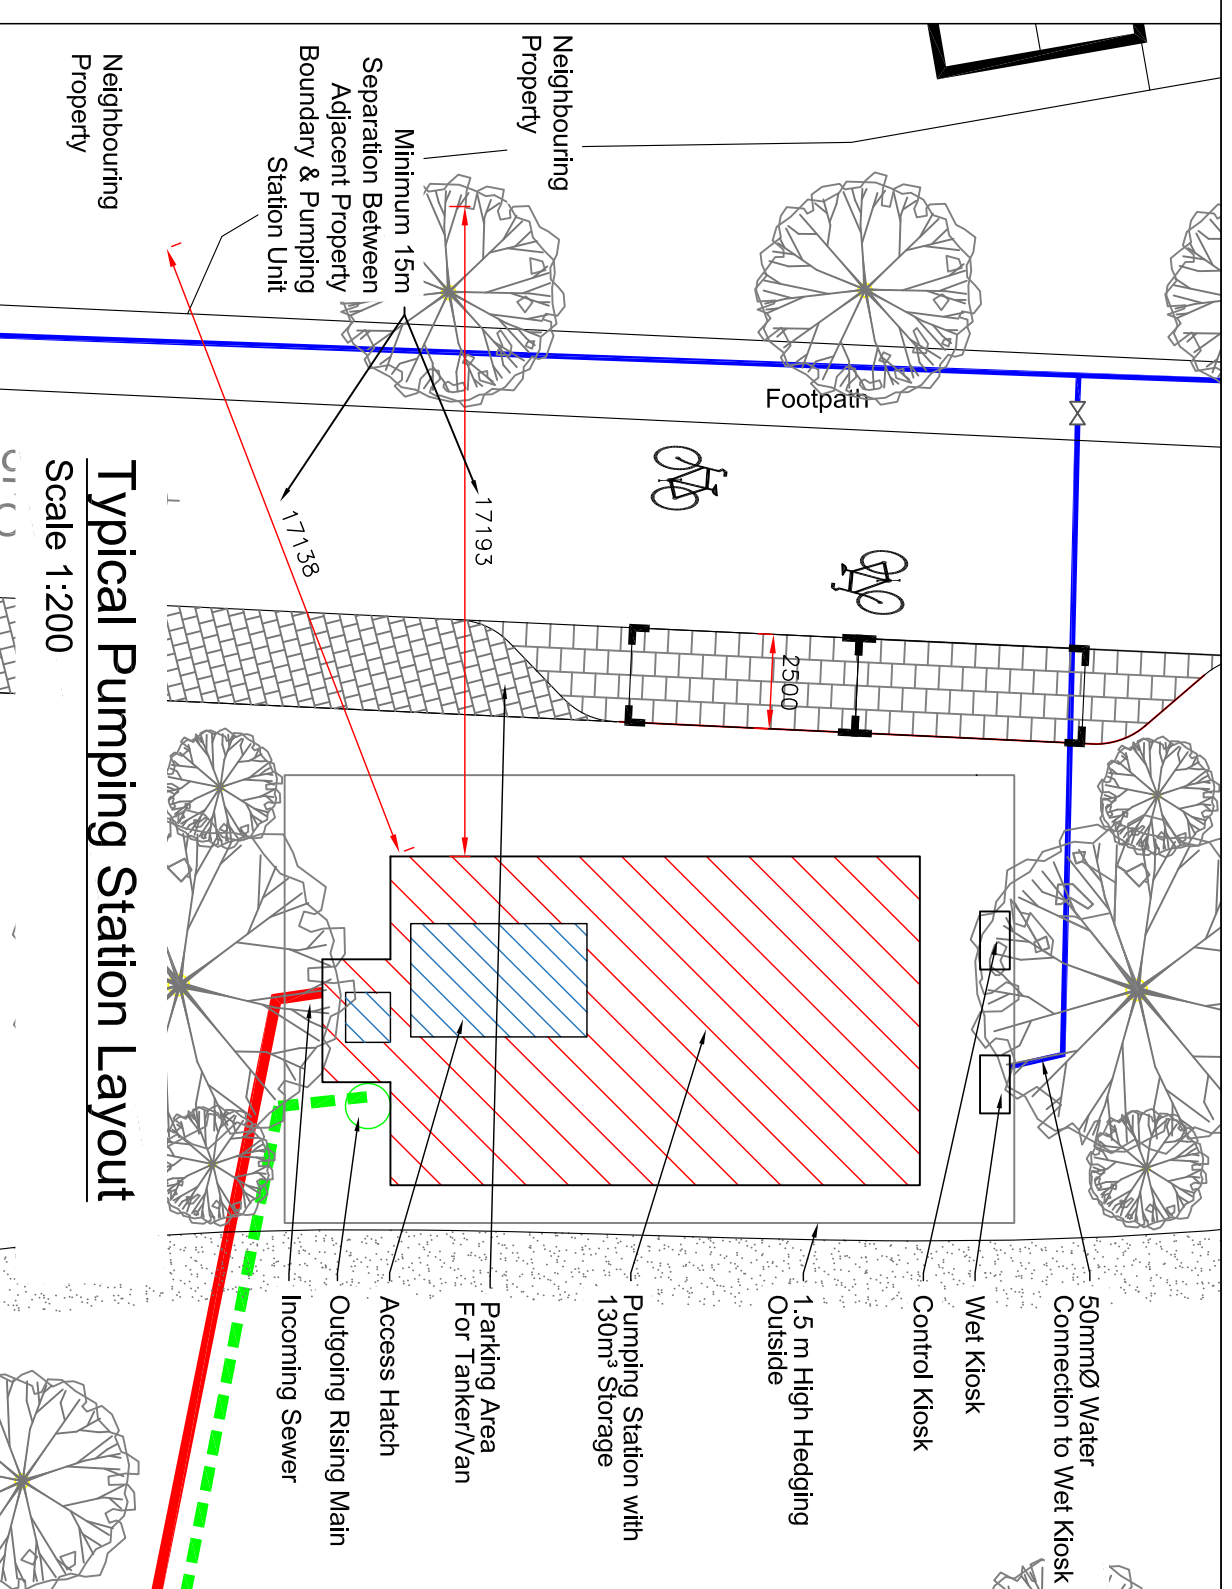 Neighbouring
Property
Neighbouring
Property
Minimum 15m
Separation Between
Adjacent Property
Boundary & Pumping
Station Unit
Footpath
17193
17138
2500
50mmØ Water
Connection to Wet Kiosk
Wet Kiosk
Control Kiosk
1.5 m High Hedging
Outside
Pumping Station with
130m³ Storage
Parking Area
For Tanker/Van
Access Hatch
Outgoing Rising Main
Incoming Sewer
Typical Pumping Station Layout
Scale 1:200